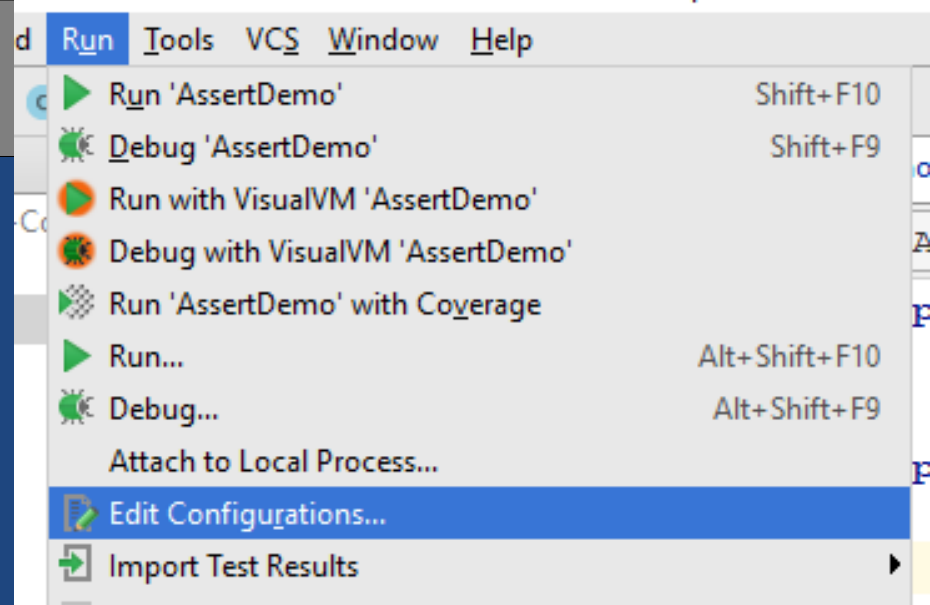 d Run Tools VCS Window Help
Run 'AssertDemo' Shift+F10
Debug 'AssertDemo' Shift+F9
Run with VisualVM 'AssertDemo'
Debug with VisualVM 'AssertDemo'
Run 'AssertDemo' with Coverage
Run... Alt+Shift+F10
Debug... Alt+Shift+F9
Attach to Local Process...
Edit Configurations...
Import Test Results